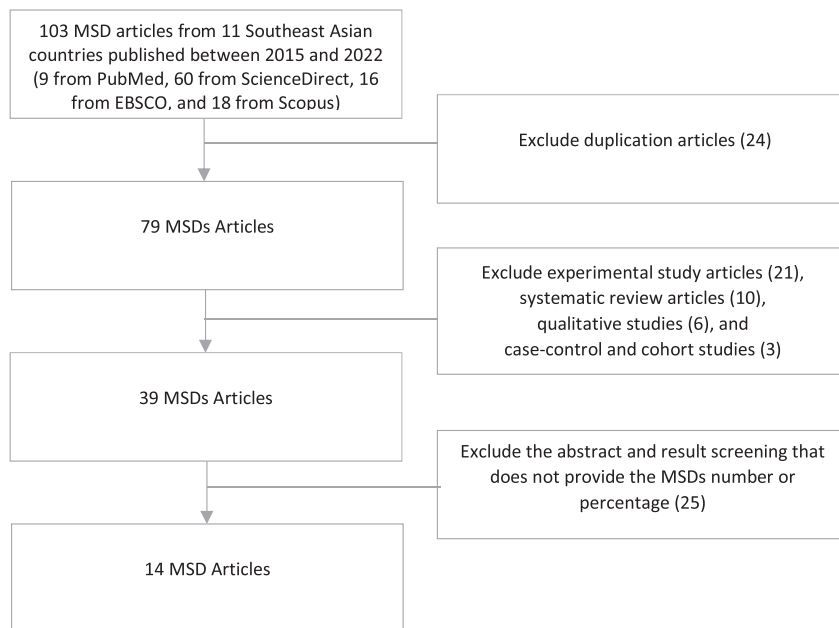 103 MSD articles from 11 Southeast Asian
countries published between 2015 and 2022
(9 from PubMed, 60 from ScienceDirect, 16
from EBSCO, and 18 from Scopus)
Exclude duplication articles (24)
79 MSDs Articles
Exclude experimental study articles (21),
systematic review articles (10),
qualitative studies (6), and
case-control and cohort studies (3)
39 MSDs Articles
Exclude the abstract and result screening that
does not provide the MSDs number or
percentage (25)
14 MSD Articles